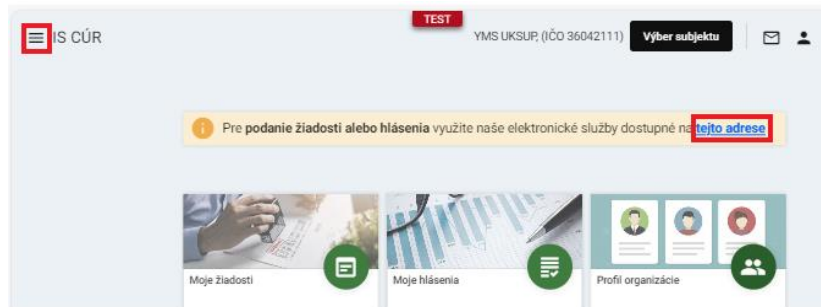 TEST
IS CÚR
YMS UKSUP, (IČO 36042111) Výber subjektu
Pre podanie žiadosti alebo hlásenia využite naše elektronické služby dostupné na tejto adrese
Moje žiadosti
Moje hlásenia
Profil organizácie